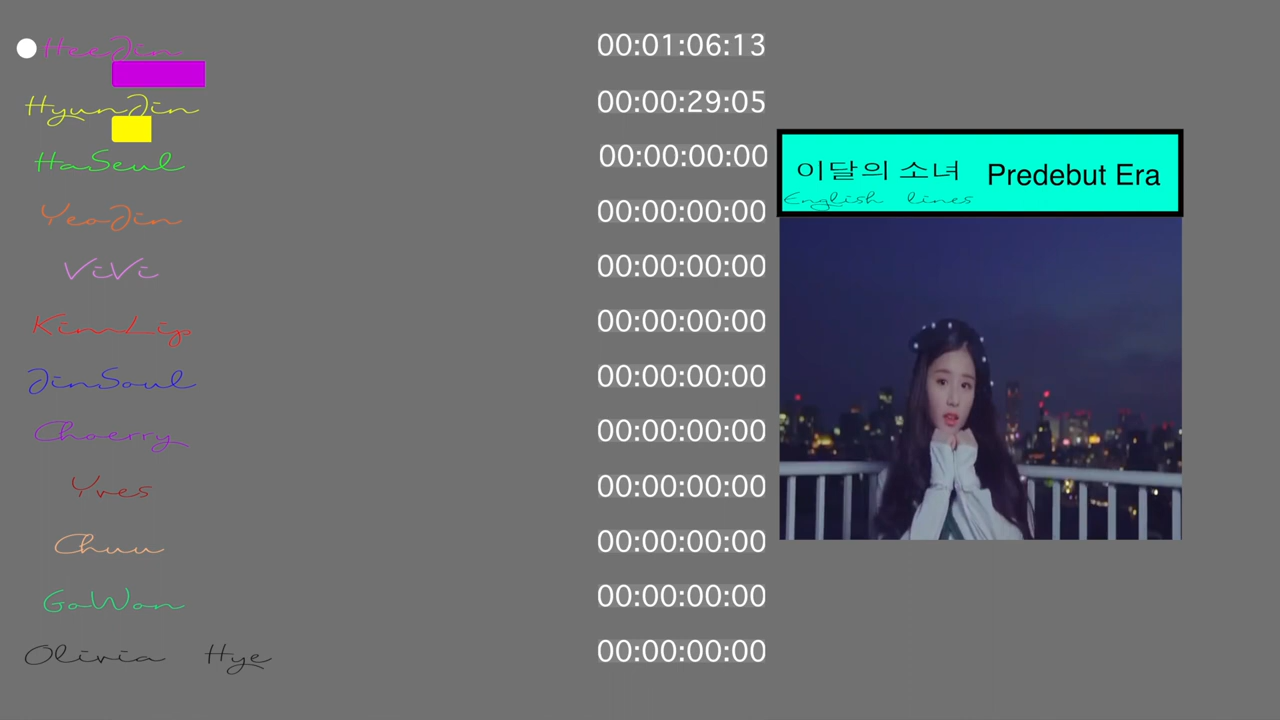 HeeJin 00:01:06:13
HyunJin 00:00:29:05
HaSeul 00:00:00:00
YeoJin 00:00:00:00
ViVi 00:00:00:00
KimLip 00:00:00:00
JinSoul 00:00:00:00
Choerry 00:00:00:00
Yves 00:00:00:00
Chuu 00:00:00:00
GoWon 00:00:00:00
Olivia Hye 00:00:00:00
이달의 소녀 Predebut Era
English lines